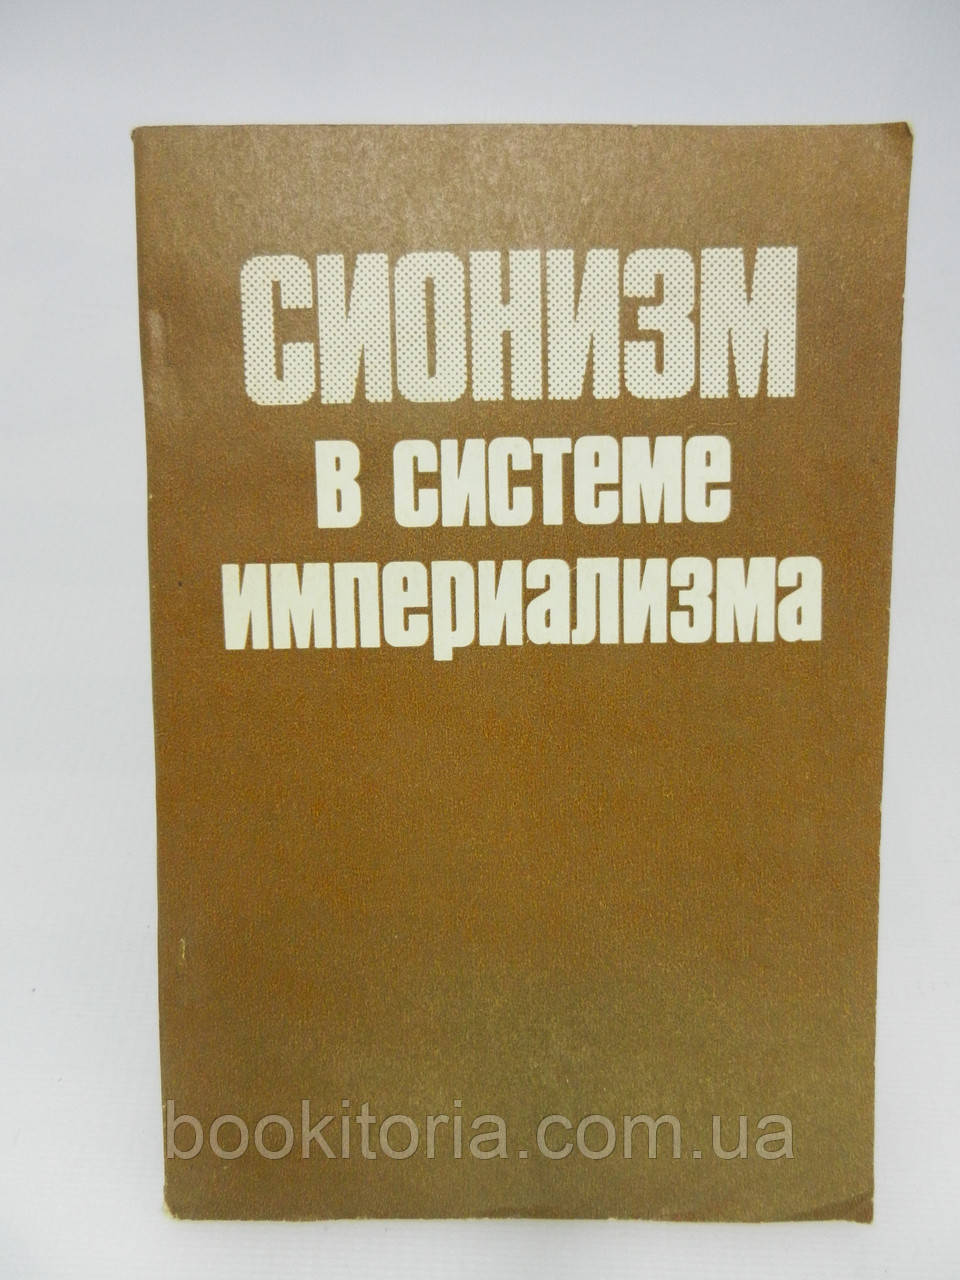 СИОНИЗМ
в системе
империализма
bookitoria.com.ua